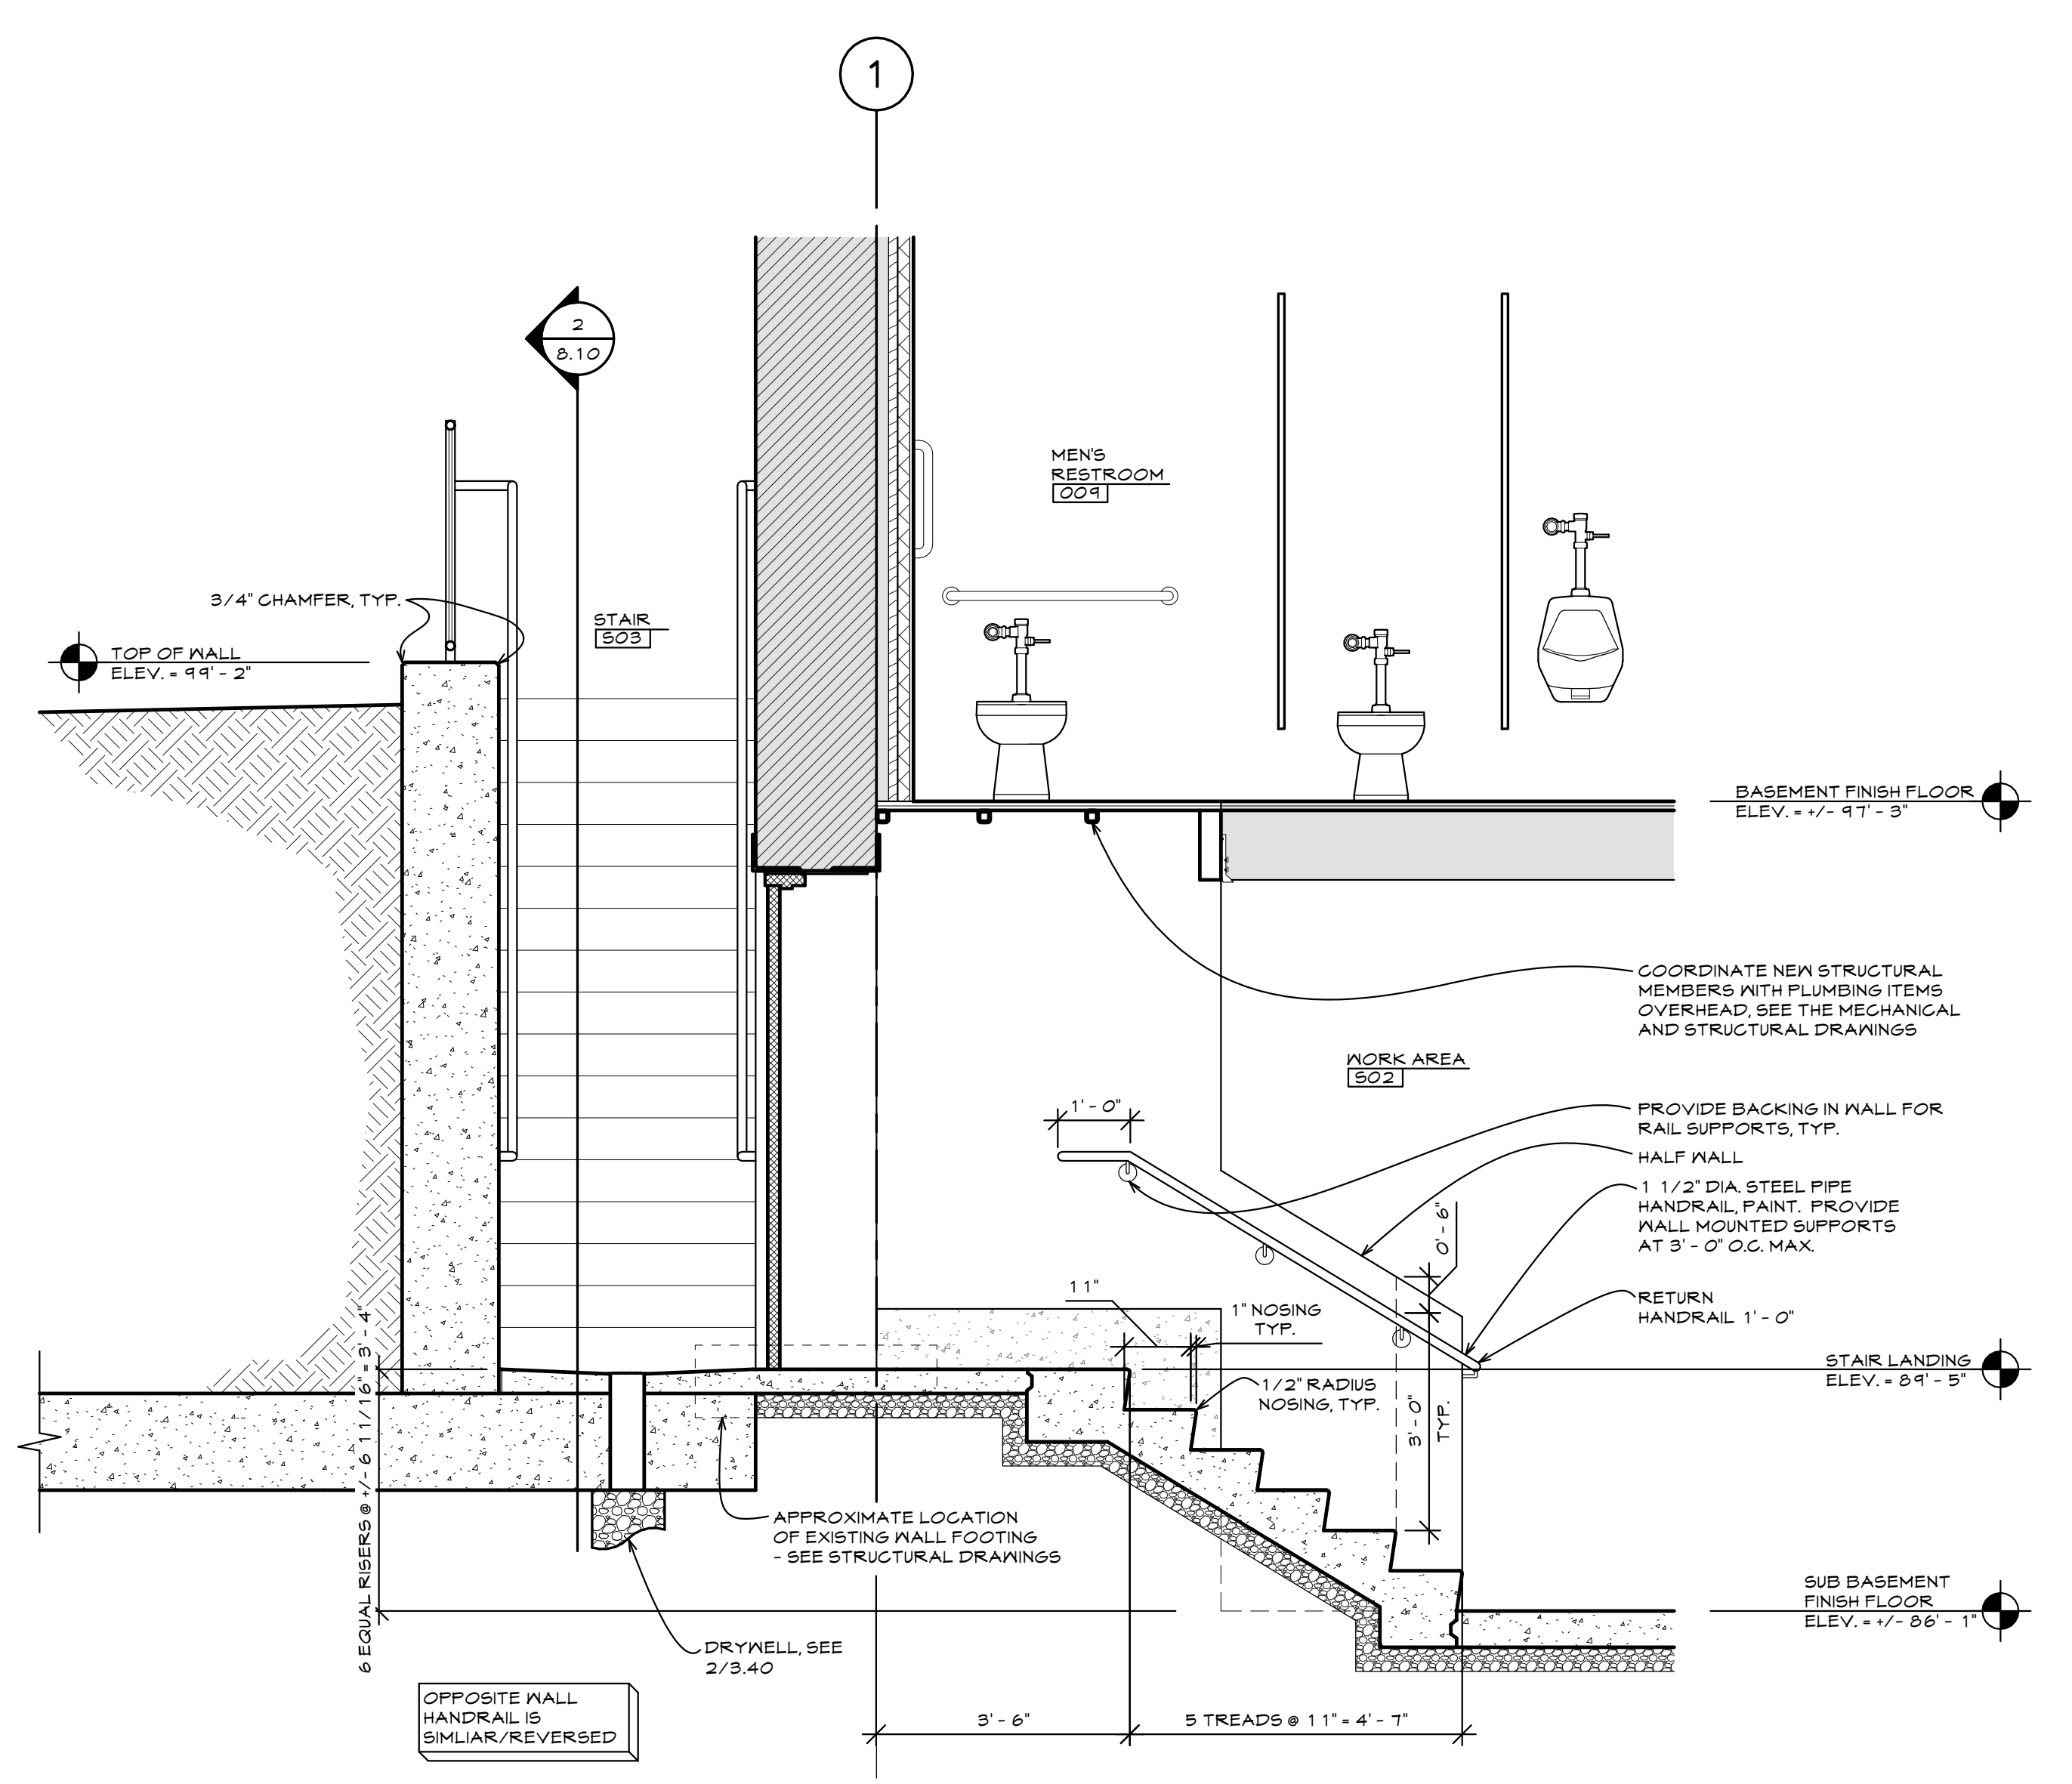 1
2
8.10
MEN'S
RESTROOM
009
3/4" CHAMFER, TYP.
STAIR
S03
TOP OF WALL
ELEV. = 99' - 2"
BASEMENT FINISH FLOOR
ELEV. = +/- 97' - 3"
COORDINATE NEW STRUCTURAL
MEMBERS WITH PLUMBING ITEMS
OVERHEAD, SEE THE MECHANICAL
AND STRUCTURAL DRAWINGS
WORK AREA
S02
1' - 0"
PROVIDE BACKING IN WALL FOR
RAIL SUPPORTS, TYP.
HALF WALL
1 1/2" DIA. STEEL PIPE
HANDRAIL, PAINT. PROVIDE
WALL MOUNTED SUPPORTS
AT 3' - 0" O.C. MAX.
0' - 6"
11"
1" NOSING
TYP.
RETURN
HANDRAIL 1' - 0"
STAIR LANDING
ELEV. = 89' - 5"
1/2" RADIUS
NOSING, TYP.
3' - 0"
TYP.
6 EQUAL RISERS @ +/- 6 11/16" = 3' - 4"
APPROXIMATE LOCATION
OF EXISTING WALL FOOTING
- SEE STRUCTURAL DRAWINGS
SUB BASEMENT
FINISH FLOOR
ELEV. = +/- 86' - 1"
DRYWELL, SEE
2/3.40
OPPOSITE WALL
HANDRAIL IS
SIMLIAR/REVERSED
3' - 6"
5 TREADS @ 11" = 4' - 7"